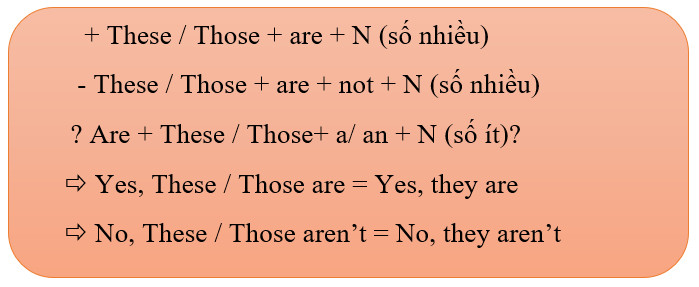 + These / Those + are + N (số nhiều)
- These / Those + are + not + N (số nhiều)
? Are + These / Those+ a/ an + N (số ít)?
⇨ Yes, These / Those are = Yes, they are
⇨ No, These / Those aren’t = No, they aren’t